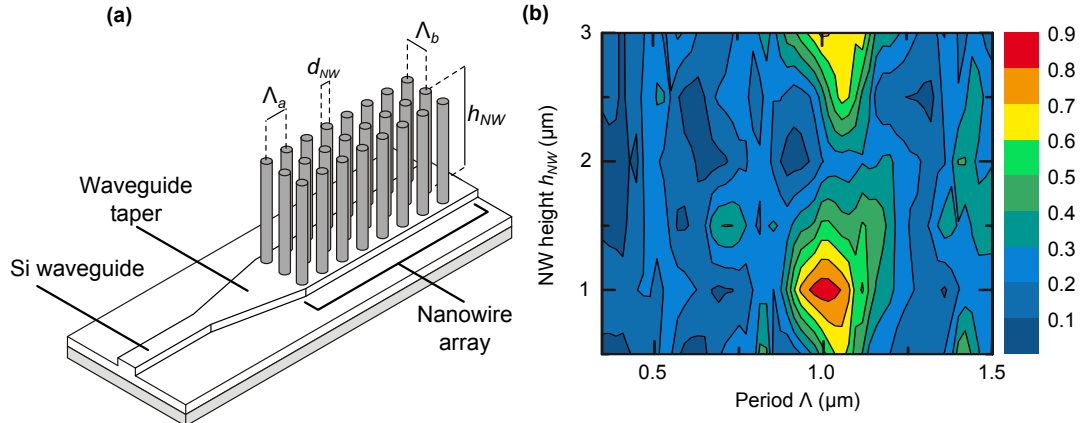 (a)
Λb
dNW
Λa
hNW
Waveguide
taper
Si waveguide
Nanowire
array
(b)
3
2
1
NW height hNW (μm)
0.5
1.0
1.5
Period Λ (μm)
0.9
0.8
0.7
0.6
0.5
0.4
0.3
0.2
0.1